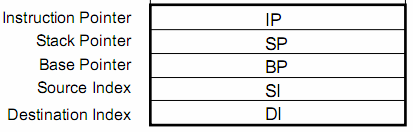 Instruction Pointer IP
Stack Pointer SP
Base Pointer BP
Source Index SI
Destination Index DI